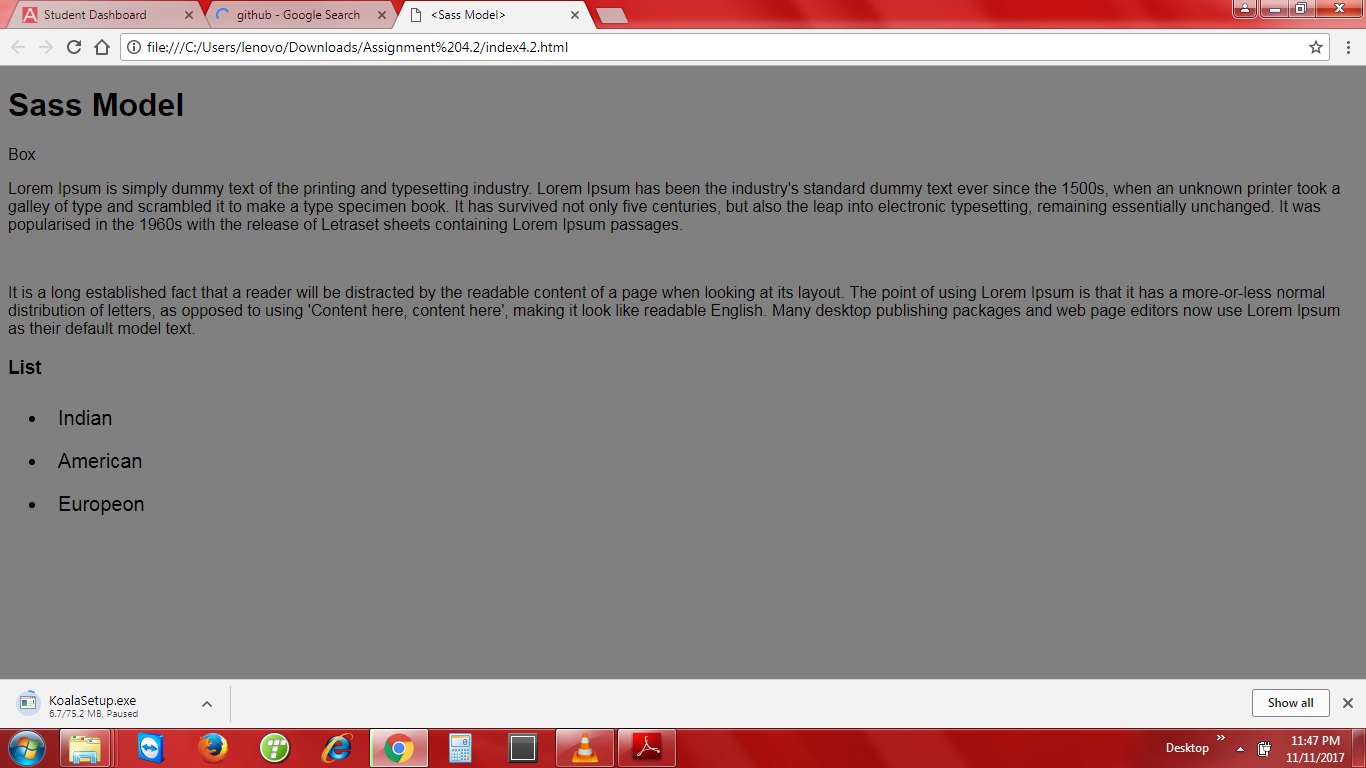 Student Dashboard
github - Google Search
<Sass Model>
file:///C:/Users/lenovo/Downloads/Assignment%204.2/index4.2.html
Sass Model
Box
Lorem Ipsum is simply dummy text of the printing and typesetting industry. Lorem Ipsum has been the industry's standard dummy text ever since the 1500s, when an unknown printer took a
galley of type and scrambled it to make a type specimen book. It has survived not only five centuries, but also the leap into electronic typesetting, remaining essentially unchanged. It was
popularised in the 1960s with the release of Letraset sheets containing Lorem Ipsum passages.
It is a long established fact that a reader will be distracted by the readable content of a page when looking at its layout. The point of using Lorem Ipsum is that it has a more-or-less normal
distribution of letters, as opposed to using 'Content here, content here', making it look like readable English. Many desktop publishing packages and web page editors now use Lorem Ipsum
as their default model text.
List
• Indian
• American
• Europeon
KoalaSetup.exe
6.7/75.2 MB, Paused
Show all
Desktop
11:47 PM
11/11/2017